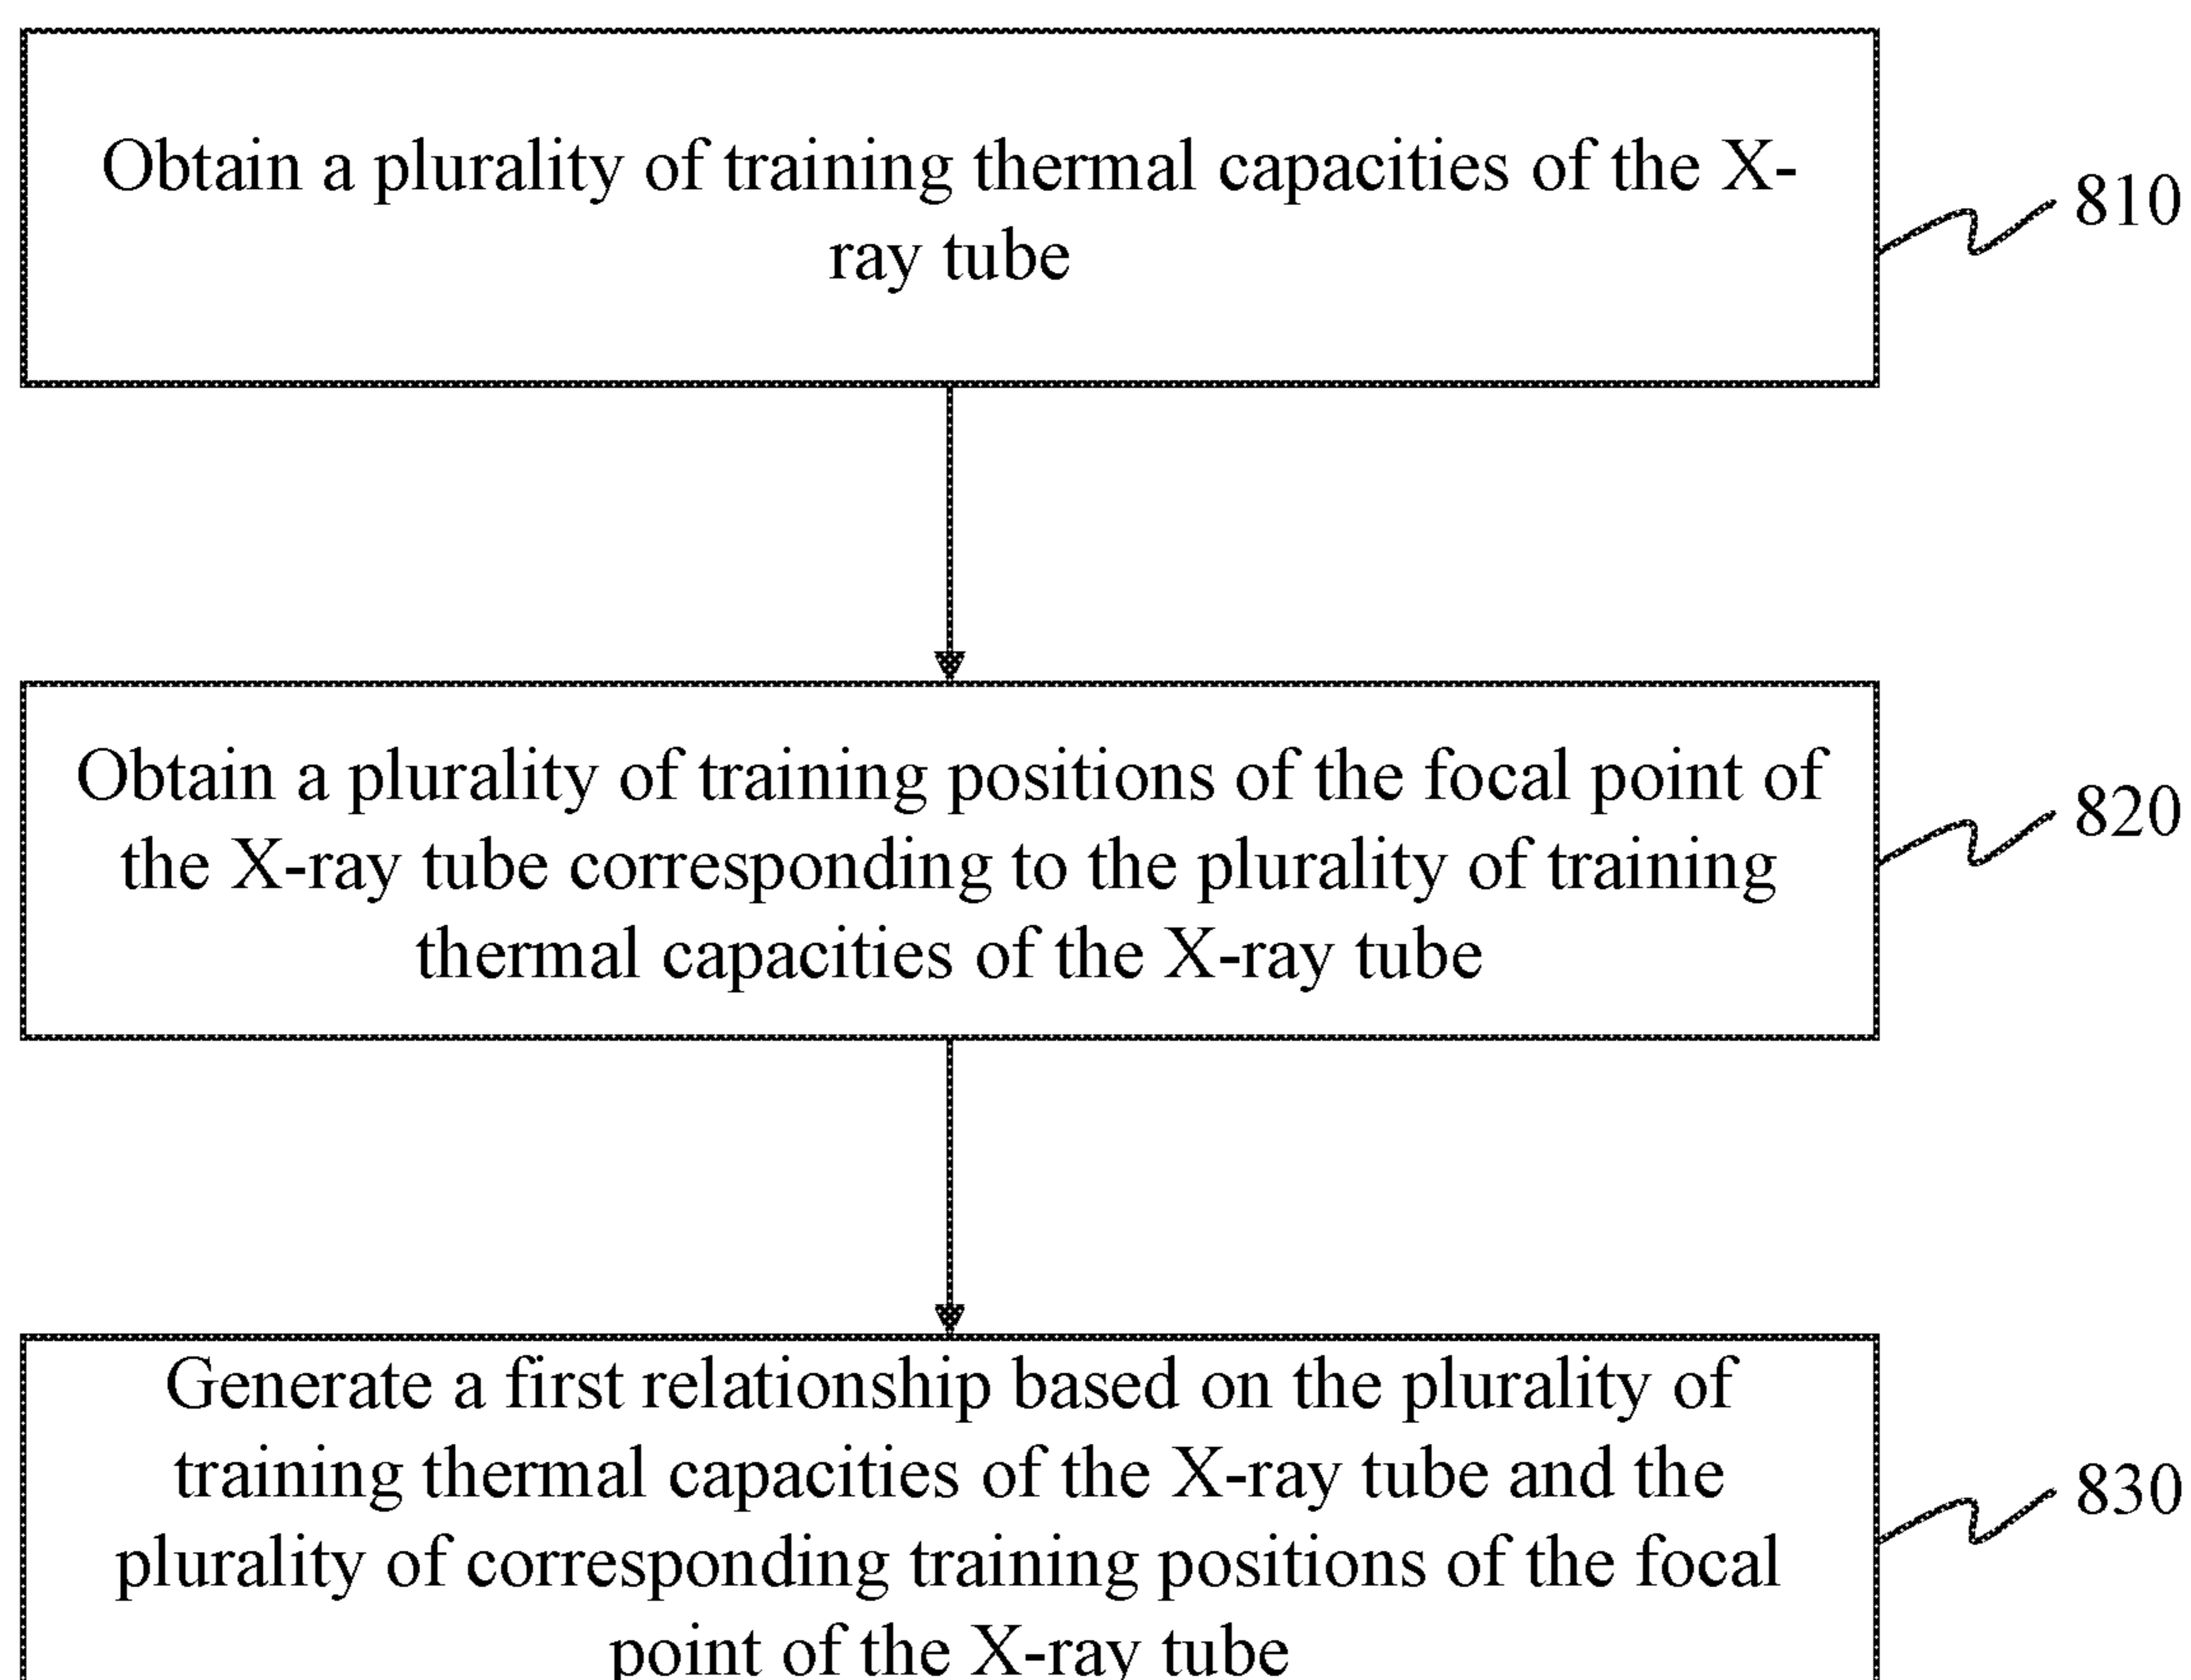 Obtain a plurality of training thermal capacities of the X-
ray tube
810
Obtain a plurality of training positions of the focal point of
the X-ray tube corresponding to the plurality of training
thermal capacities of the X-ray tube
820
Generate a first relationship based on the plurality of
training thermal capacities of the X-ray tube and the
plurality of corresponding training positions of the focal
point of the X-ray tube
830